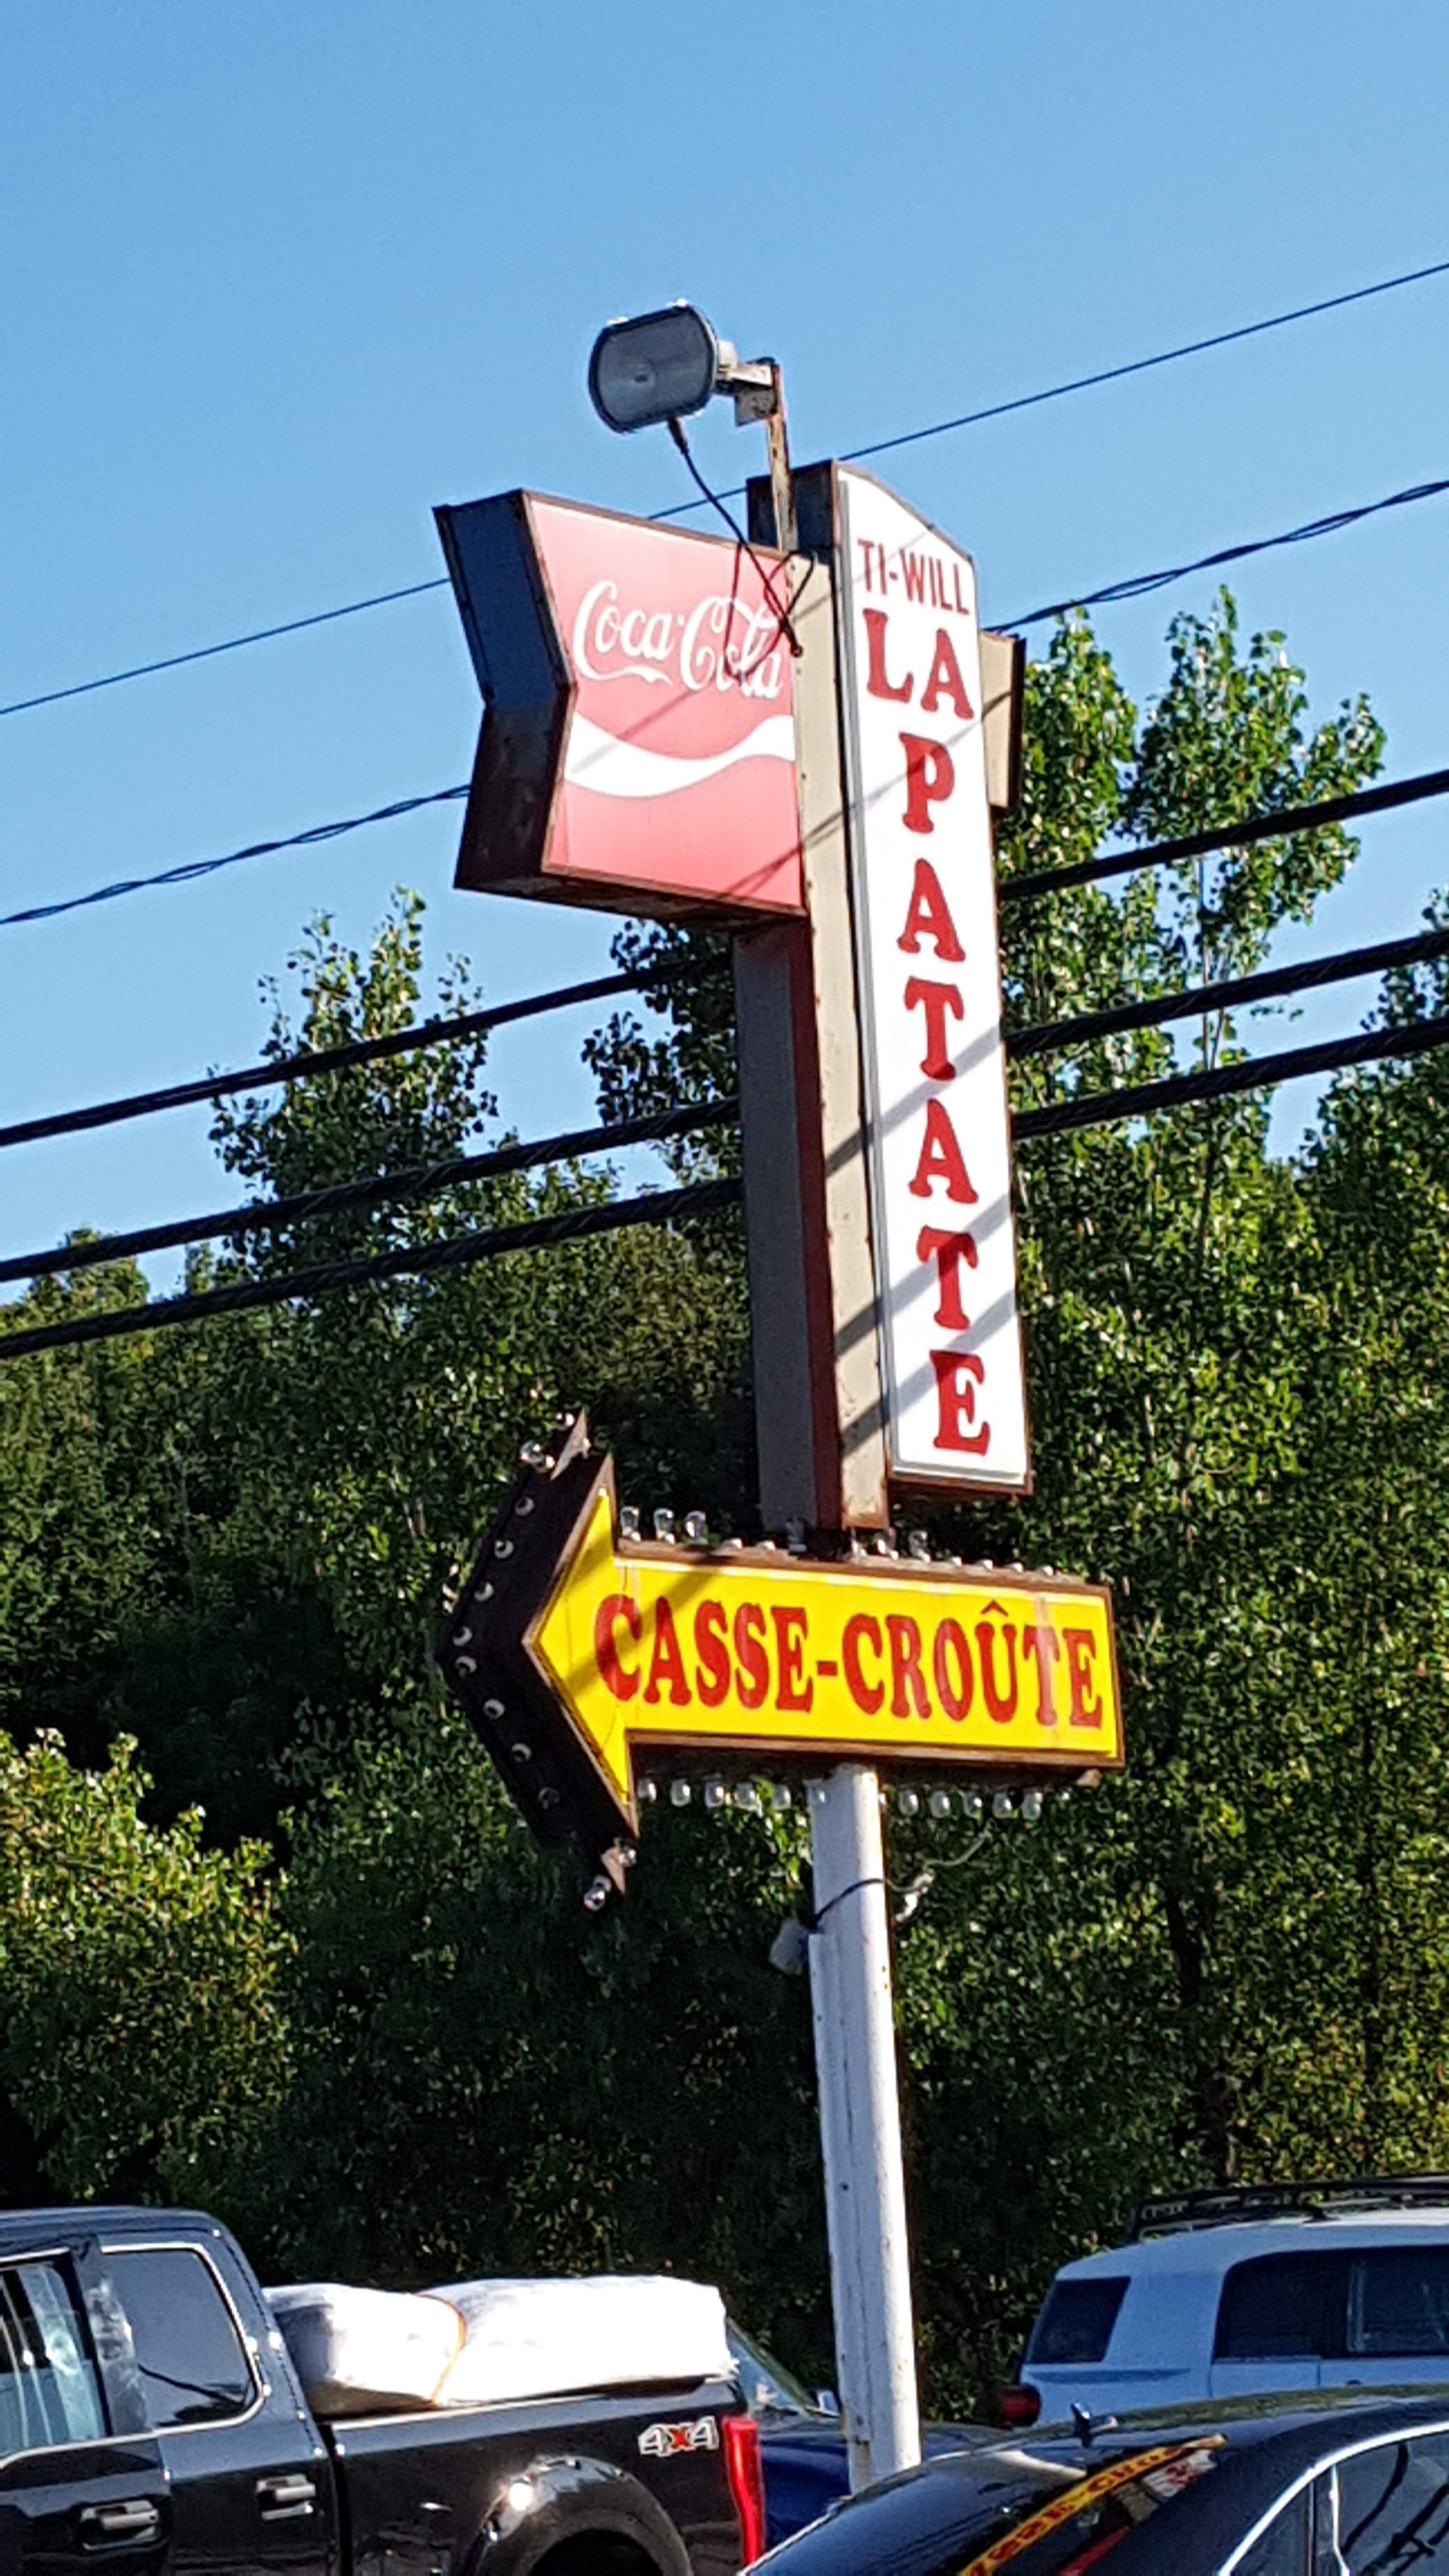 Coca-Cola
TI-WILL
LA
PATATE
CASSE-CROÛTE
4x4